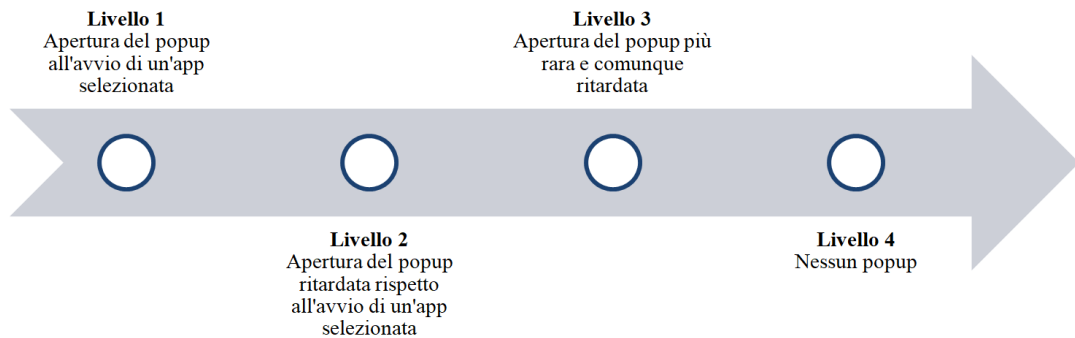 Livello 1
Apertura del popup
all'avvio di un'app
selezionata
Livello 2
Apertura del popup
ritardata rispetto
all'avvio di un'app
selezionata
Livello 3
Apertura del popup più
rara e comunque
ritardata
Livello 4
Nessun popup